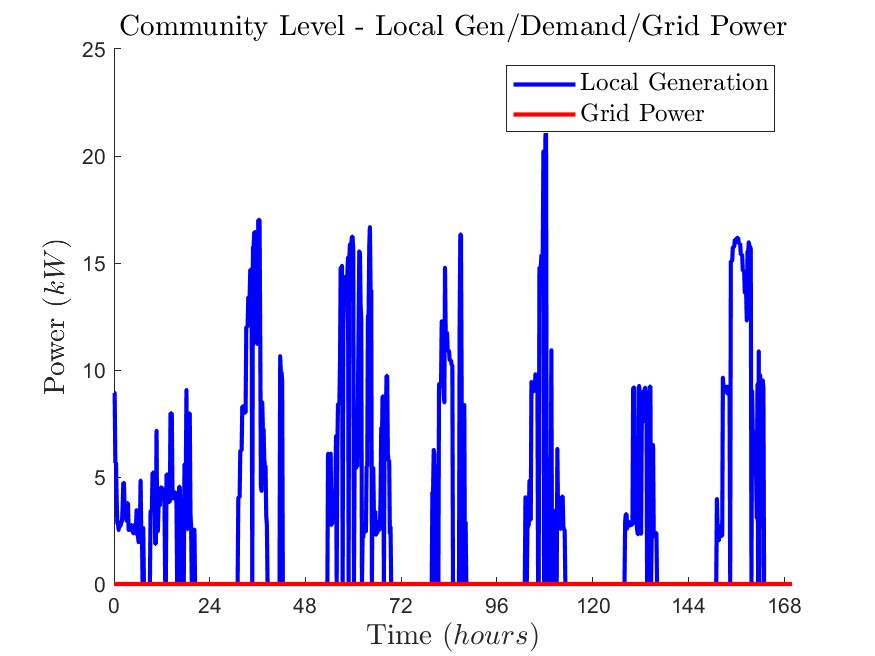 Community Level - Local Gen/Demand/Grid Power
25
20
15
10
5
0
Power (kW)
Local Generation
Grid Power
0 24 48 72 96 120 144 168
Time (hours)